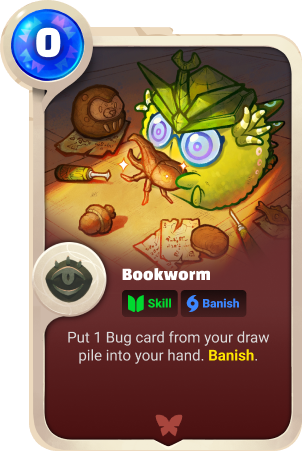 0
Bookworm
Skill
Banish
Put 1 Bug card from your draw
pile into your hand. Banish.